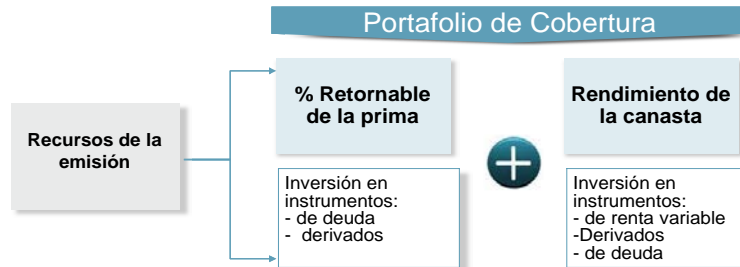 Portafolio de Cobertura
Recursos de la
emisión
% Retornable
de la prima
Inversión en
instrumentos:
- de deuda
- derivados
Rendimiento de
la canasta
Inversión en
instrumentos:
- de renta variable
-Derivados
- de deuda